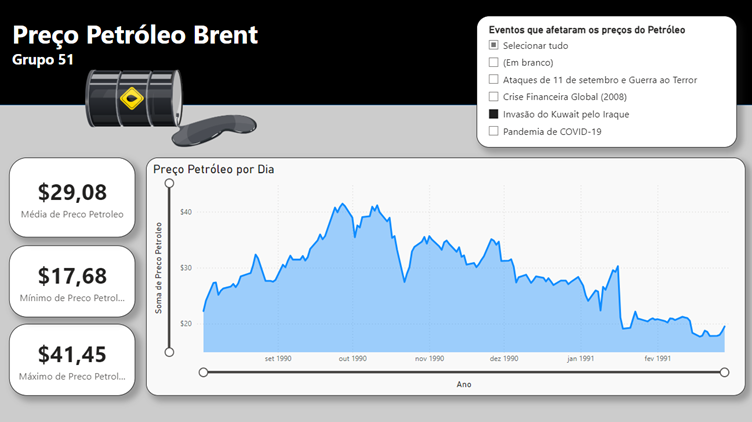 Preço Petróleo Brent
Grupo 51
Eventos que afetaram os preços do Petróleo
Selecionar tudo
(Em branco)
Ataques de 11 de setembro e Guerra ao Terror
Crise Financeira Global (2008)
Invasão do Kuwait pelo Iraque
Pandemia de COVID-19
$29,08
Média de Preco Petroleo
$17,68
Mínimo de Preco Petrol...
$41,45
Máximo de Preco Petrol...
Preço Petróleo por Dia
Soma de Preco Petroleo
$40
$30
$20
set 1990
out 1990
nov 1990
dez 1990
jan 1991
fev 1991
Ano